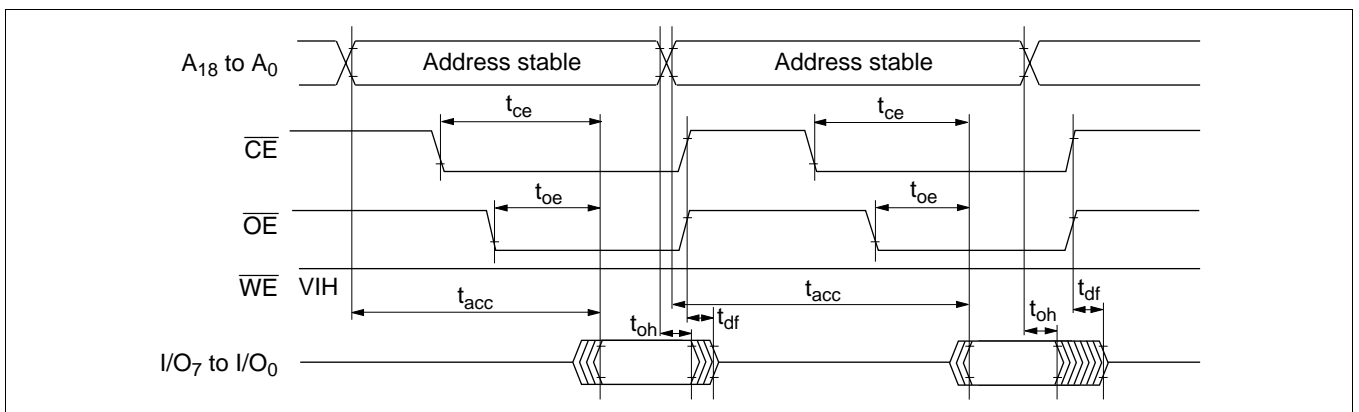 A18 to A0 Address stable Address stable
tce tce
CE
toe toe
OE
WE VIH
tacc tacc
toh tdf toh tdf
I/O7 to I/O0